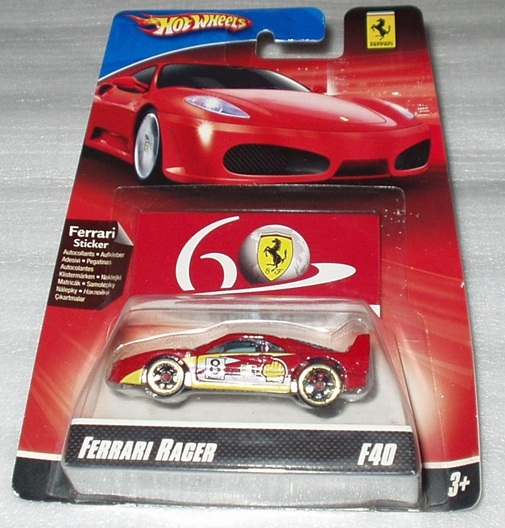 HOT WHEELS
Ferrari
Ferrari
Sticker
Autocollants • Aufkleber
Adesivi • Pegatinas
Autocolantes
Klistermärken • Naklejki
Matricák • Samolepky
Nálepky • Наклейки
Çıkartmalar
60
8
FERRARI RACER
F40
3+